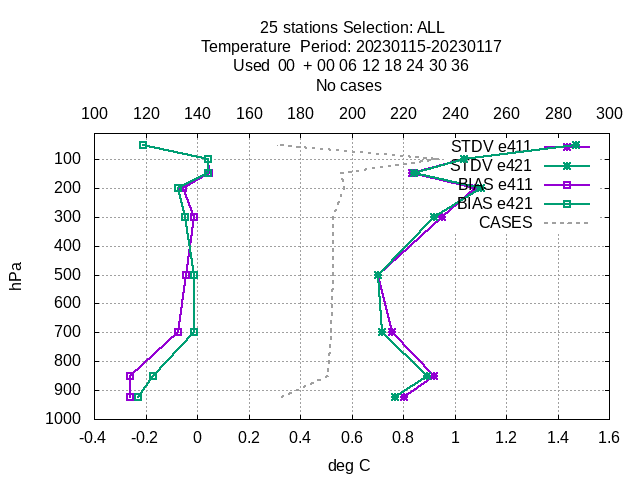 25 stations Selection: ALL
Temperature  Period: 20230115-20230117
Used  00  + 00 06 12 18 24 30 36
No cases
100 120 140 160 180 200 220 240 260 280 300
STDV e411
100
STDV e421
200
BIAS e411
BIAS e421
300
CASES
400
hPa
500
600
700
800
900
1000
-0.4 -0.2 0 0.2 0.4 0.6 0.8 1 1.2 1.4 1.6
deg C